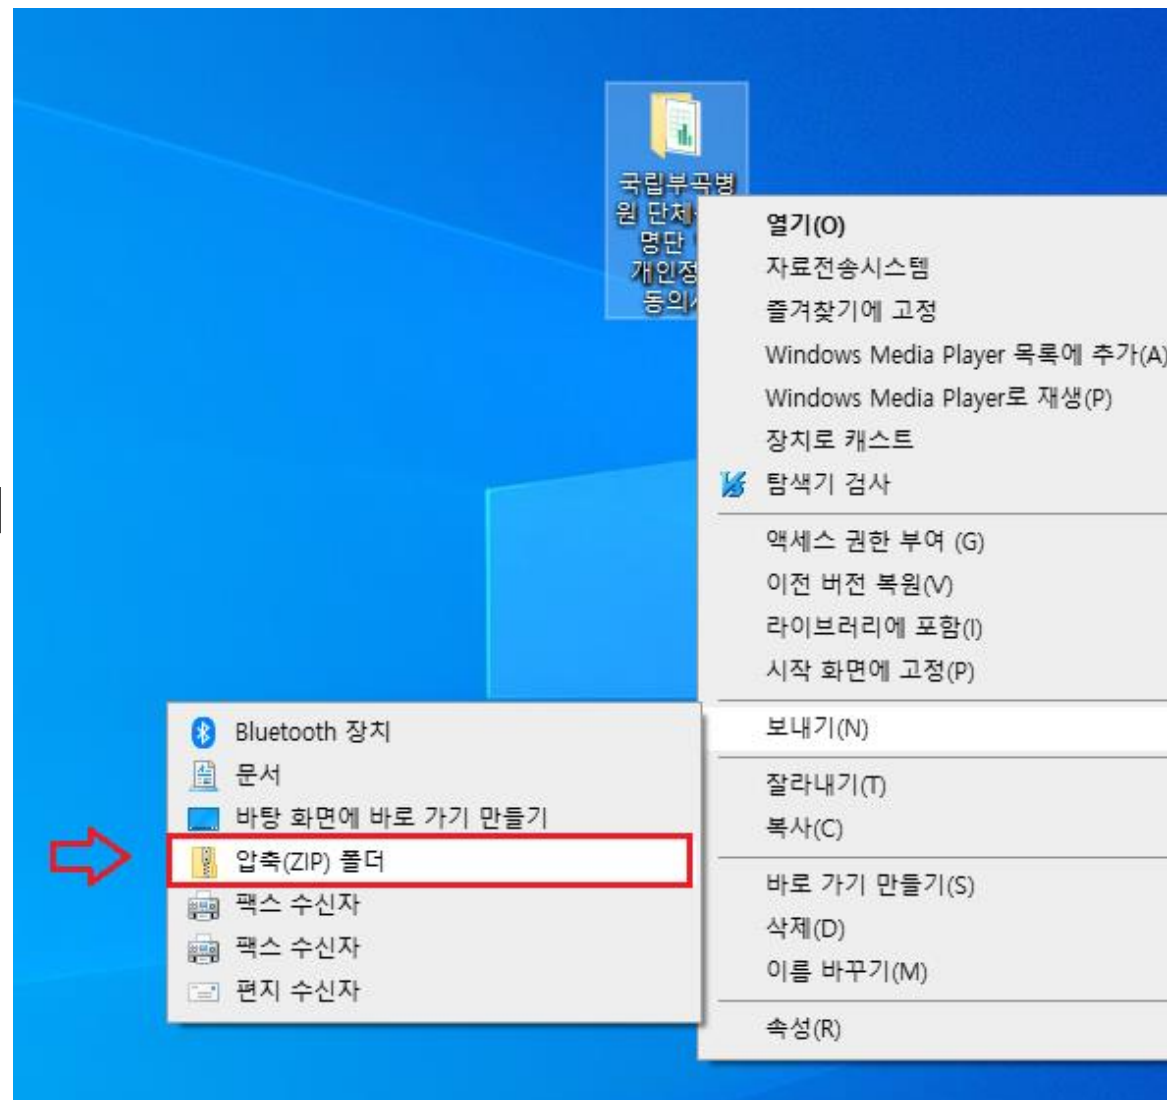 국립부곡병
원 단체
명단
개인정
동의
열기(O)
자료전송시스템
즐겨찾기에 고정
Windows Media Player 목록에 추가(A)
Windows Media Player로 재생(P)
장치로 캐스트
탐색기 검사
액세스 권한 부여 (G)
이전 버전 복원(V)
라이브러리에 포함(I)
시작 화면에 고정(P)
보내기(N)
잘라내기(T)
복사(C)
바로 가기 만들기(S)
삭제(D)
이름 바꾸기(M)
속성(R)
Bluetooth 장치
문서
바탕 화면에 바로 가기 만들기
압축(ZIP) 폴더
팩스 수신자
팩스 수신자
편지 수신자